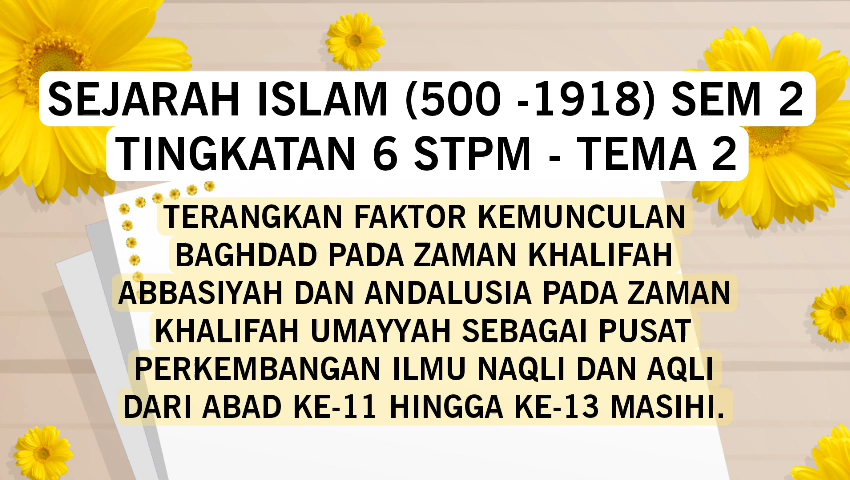 SEJARAH ISLAM (500 -1918) SEM 2
TINGKATAN 6 STPM - TEMA 2
TERANGKAN FAKTOR KEMUNCULAN
BAGHDAD PADA ZAMAN KHALIFAH
ABBASIYAH DAN ANDALUSIA PADA ZAMAN
KHALIFAH UMAYYAH SEBAGAI PUSAT
PERKEMBANGAN ILMU NAQLI DAN AQLI
DARI ABAD KE-11 HINGGA KE-13 MASIHI.